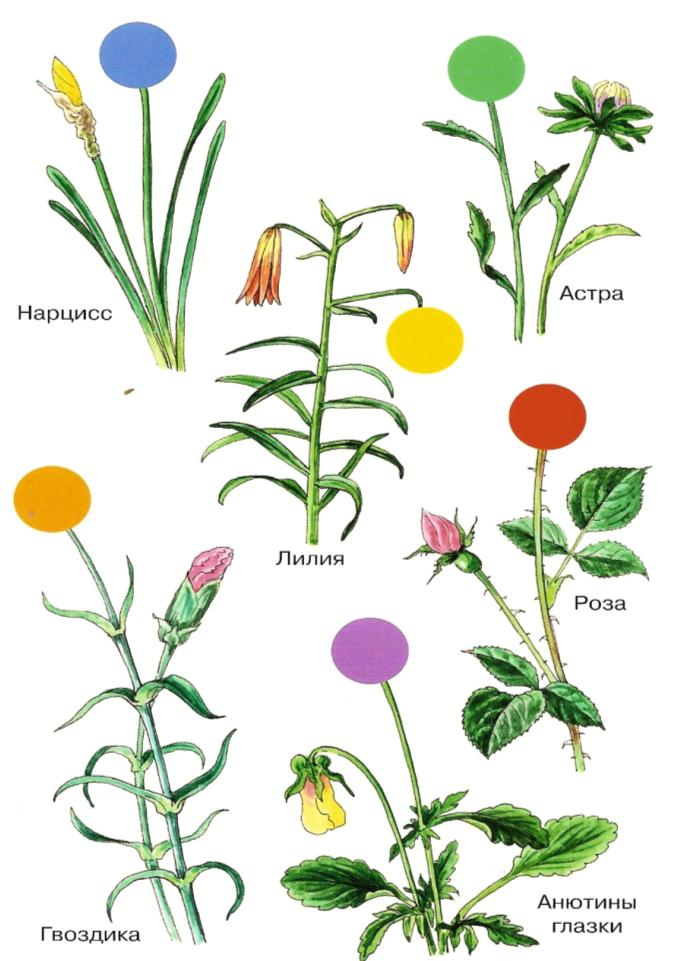 Астра
Нарцисс
Лилия
Роза
Анютины
глазки
Гвоздика